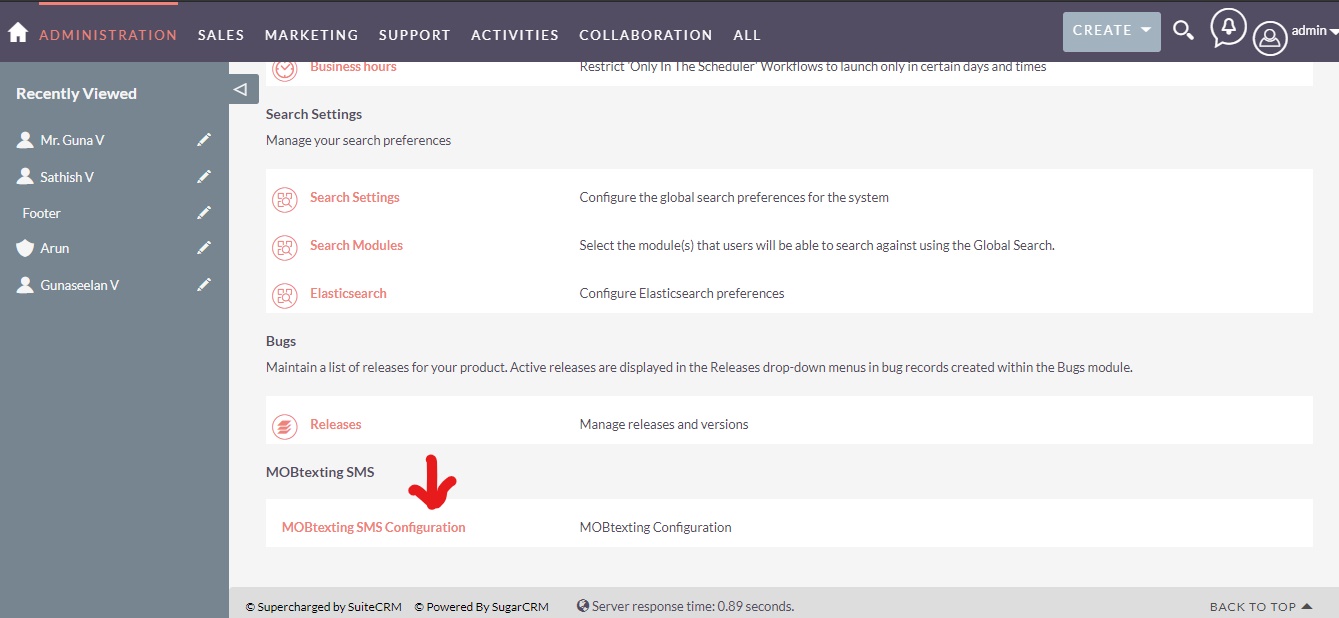 ADMINISTRATION SALES MARKETING SUPPORT ACTIVITIES COLLABORATION ALL CREATE admin
Recently Viewed
Mr. Guna V
Sathish V
Footer
Arun
Gunaseelan V
Business hours Restrict 'Only In The Scheduler' Workflows to launch only in certain days and times
Search Settings
Manage your search preferences
Search Settings Configure the global search preferences for the system
Search Modules Select the module(s) that users will be able to search against using the Global Search.
Elasticsearch Configure Elasticsearch preferences
Bugs
Maintain a list of releases for your product. Active releases are displayed in the Releases drop-down menus in bug records created within the Bugs module.
Releases Manage releases and versions
MOBtexting SMS
MOBtexting SMS Configuration MOBtexting Configuration
© Supercharged by SuiteCRM © Powered By SugarCRM Server response time: 0.89 seconds. BACK TO TOP